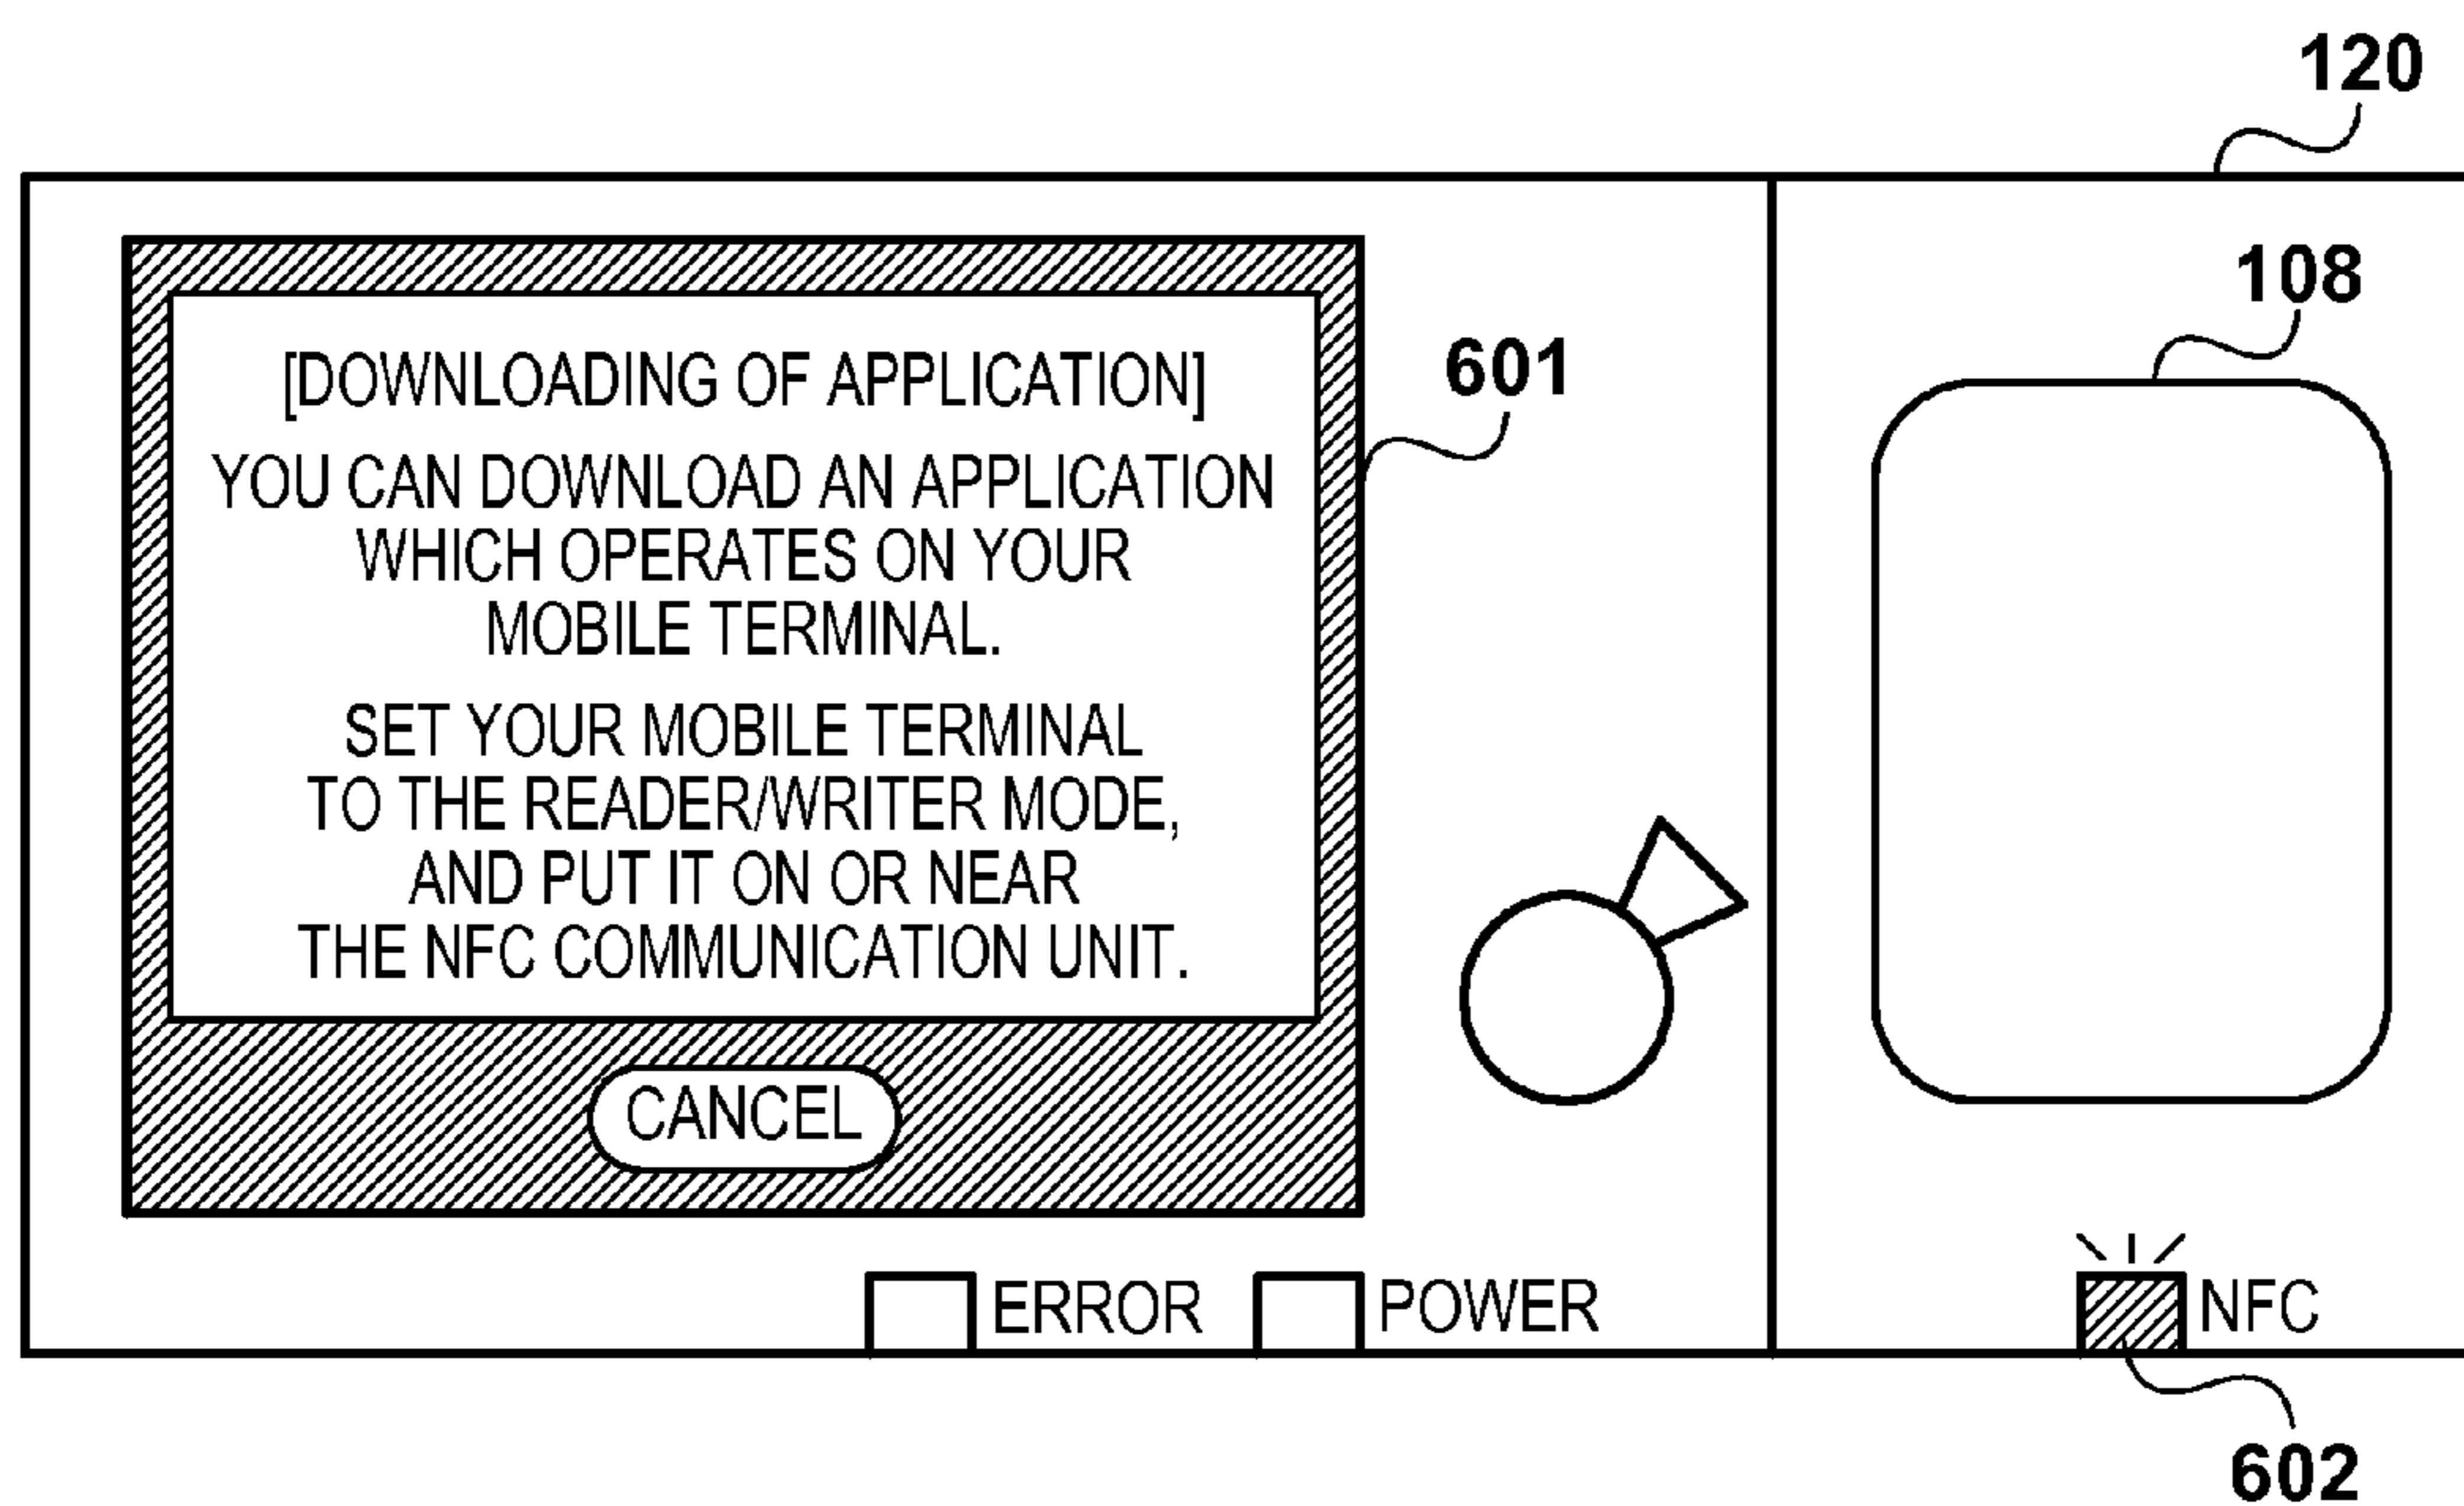 120
108
601
[DOWNLOADING OF APPLICATION]
YOU CAN DOWNLOAD AN APPLICATION
WHICH OPERATES ON YOUR
MOBILE TERMINAL.
SET YOUR MOBILE TERMINAL
TO THE READER/WRITER MODE,
AND PUT IT ON OR NEAR
THE NFC COMMUNICATION UNIT.
CANCEL
ERROR
POWER
NFC
602